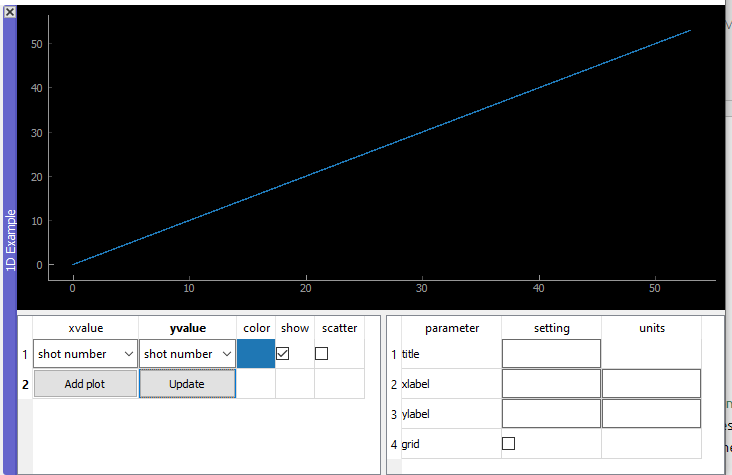 1D Example
50
40
30
20
10
0
0 10 20 30 40 50
xvalue yvalue color show scatter
1 shot number shot number
2 Add plot Update
parameter setting units
1 title
2 xlabel
3 ylabel
4 grid